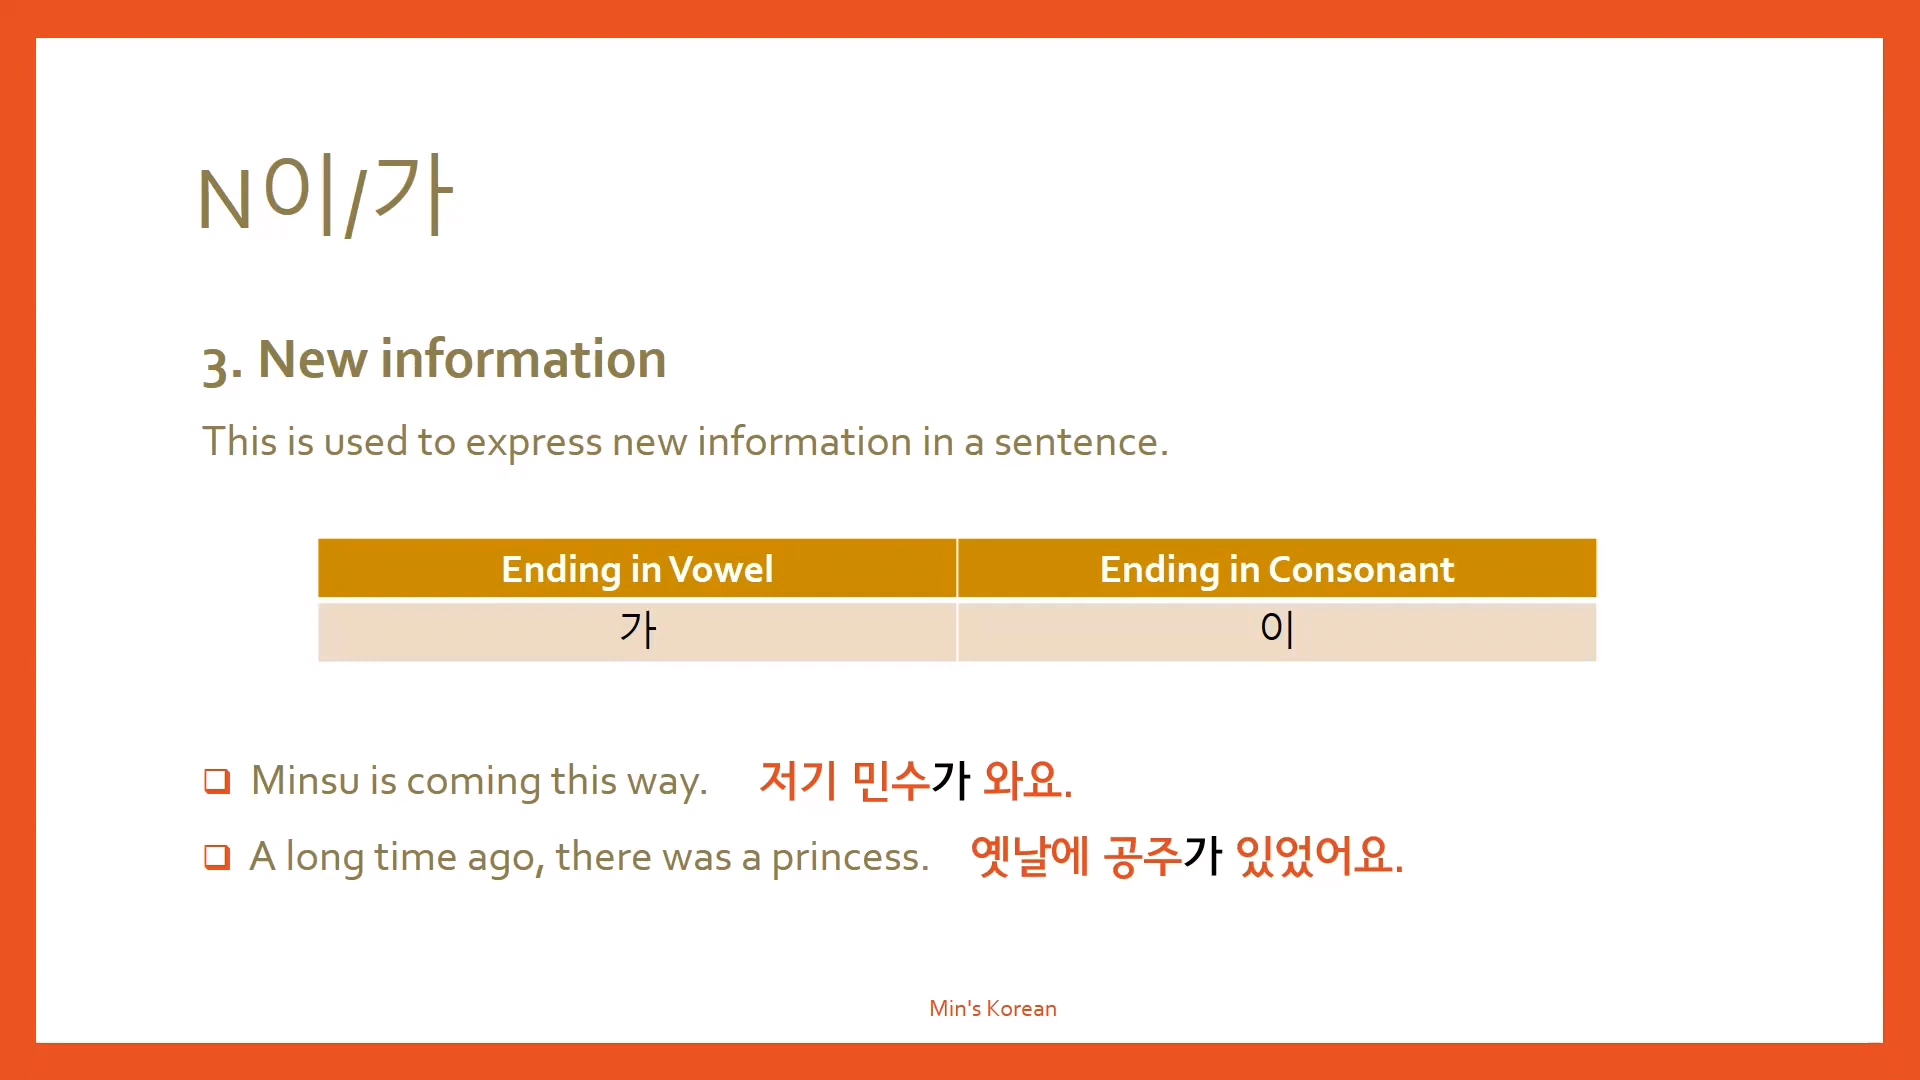 N이/가
3. New information
This is used to express new information in a sentence.
Ending in Vowel Ending in Consonant
가 이
❑ Minsu is coming this way. 저기 민수가 와요.
❑ A long time ago, there was a princess. 옛날에 공주가 있었어요.
Min's Korean